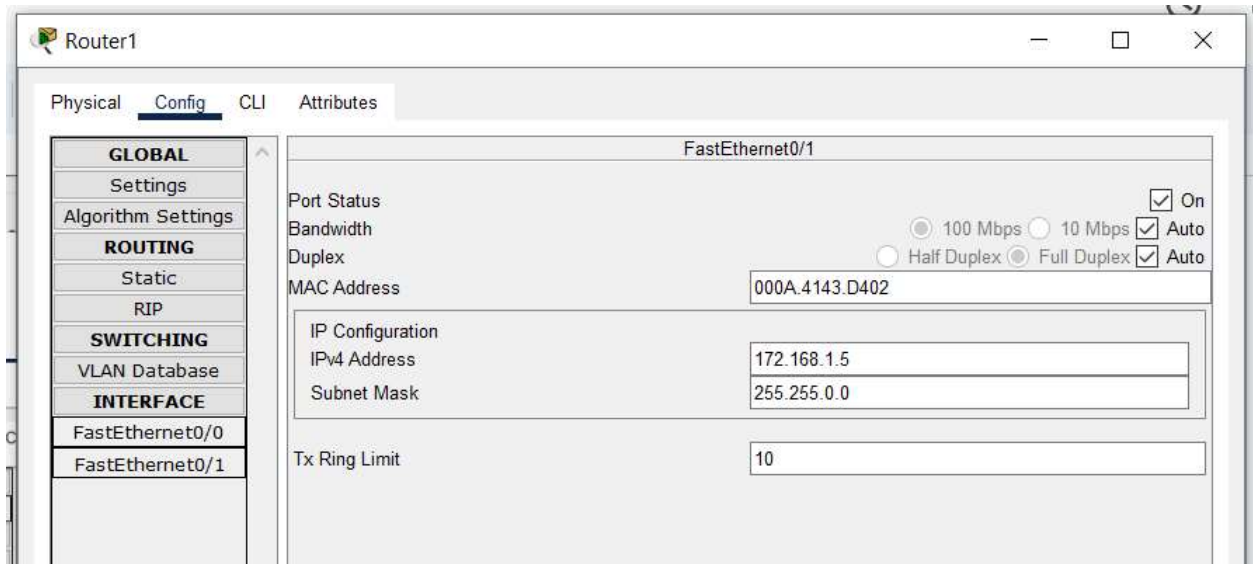 Router1
Physical Config CLI Attributes
GLOBAL
Settings
Algorithm Settings
ROUTING
Static
RIP
SWITCHING
VLAN Database
INTERFACE
FastEthernet0/0
FastEthernet0/1
FastEthernet0/1
Port Status On
Bandwidth 100 Mbps 10 Mbps Auto
Duplex Half Duplex Full Duplex Auto
MAC Address 000A.4143.D402
IP Configuration
IPv4 Address 172.168.1.5
Subnet Mask 255.255.0.0
Tx Ring Limit 10